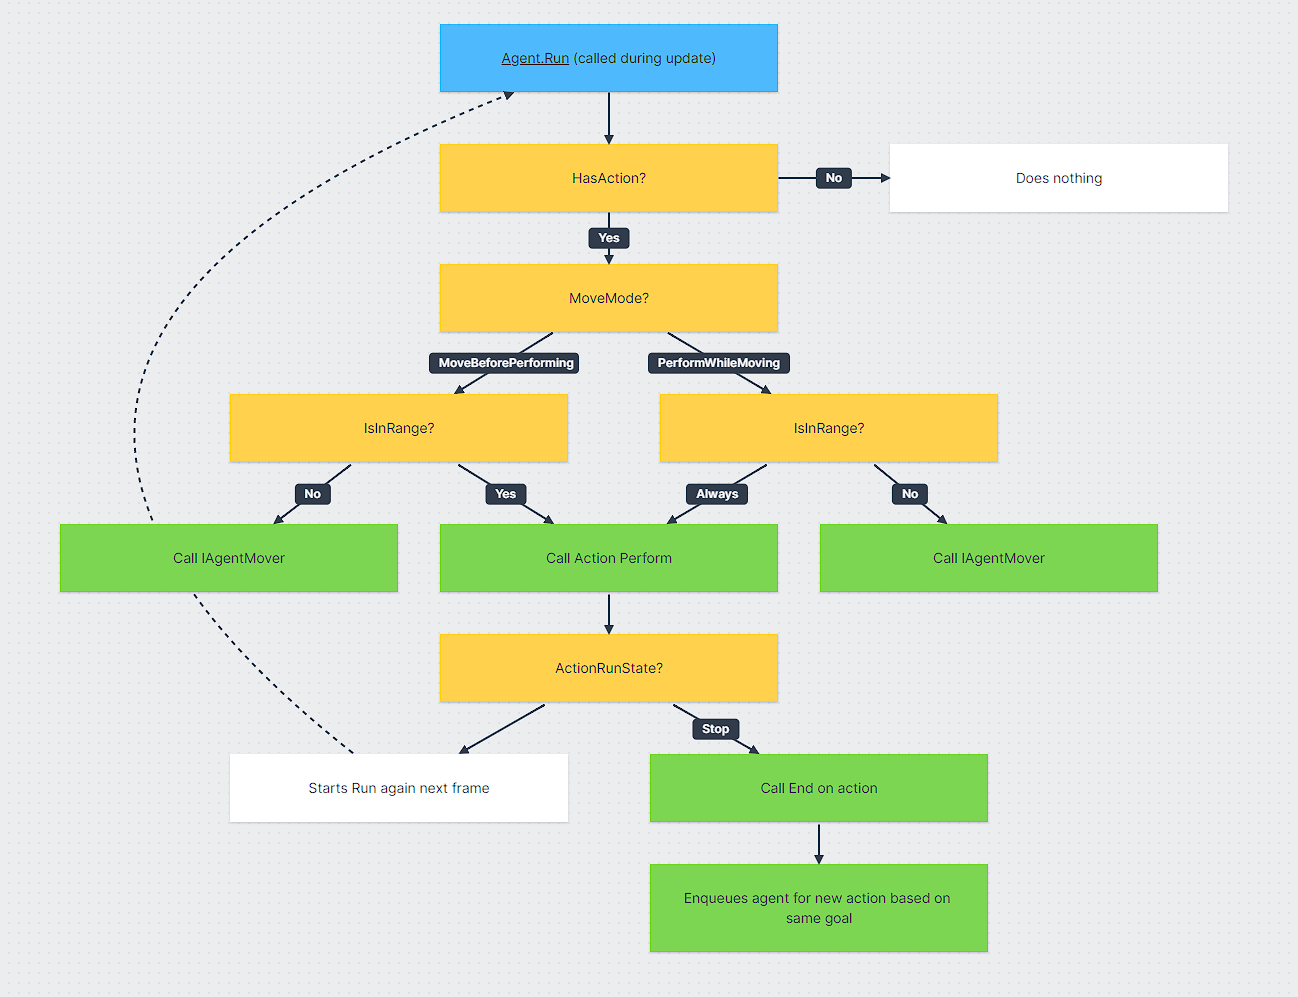 Agent.Run (called during update)
HasAction?
No
Does nothing
Yes
MoveMode?
MoveBeforePerforming
PerformWhileMoving
IsInRange?
IsInRange?
No
Yes
Always
No
Call IAgentMover
Call Action Perform
Call IAgentMover
ActionRunState?
Stop
Starts Run again next frame
Call End on action
Enqueues agent for new action based on
same goal